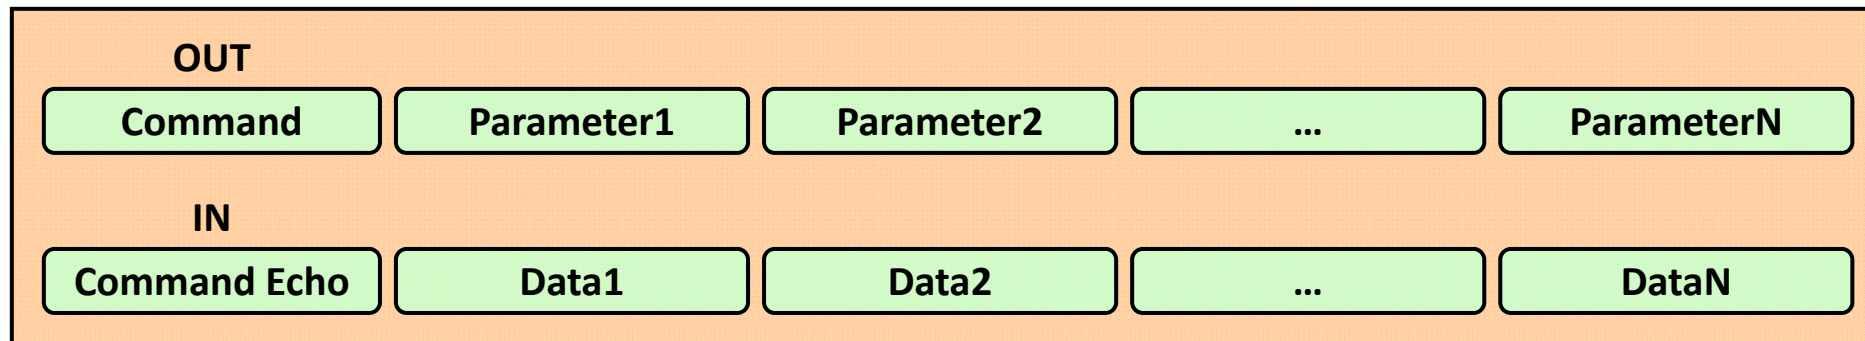 OUT
Command Parameter1 Parameter2 ... ParameterN
IN
Command Echo Data1 Data2 ... DataN